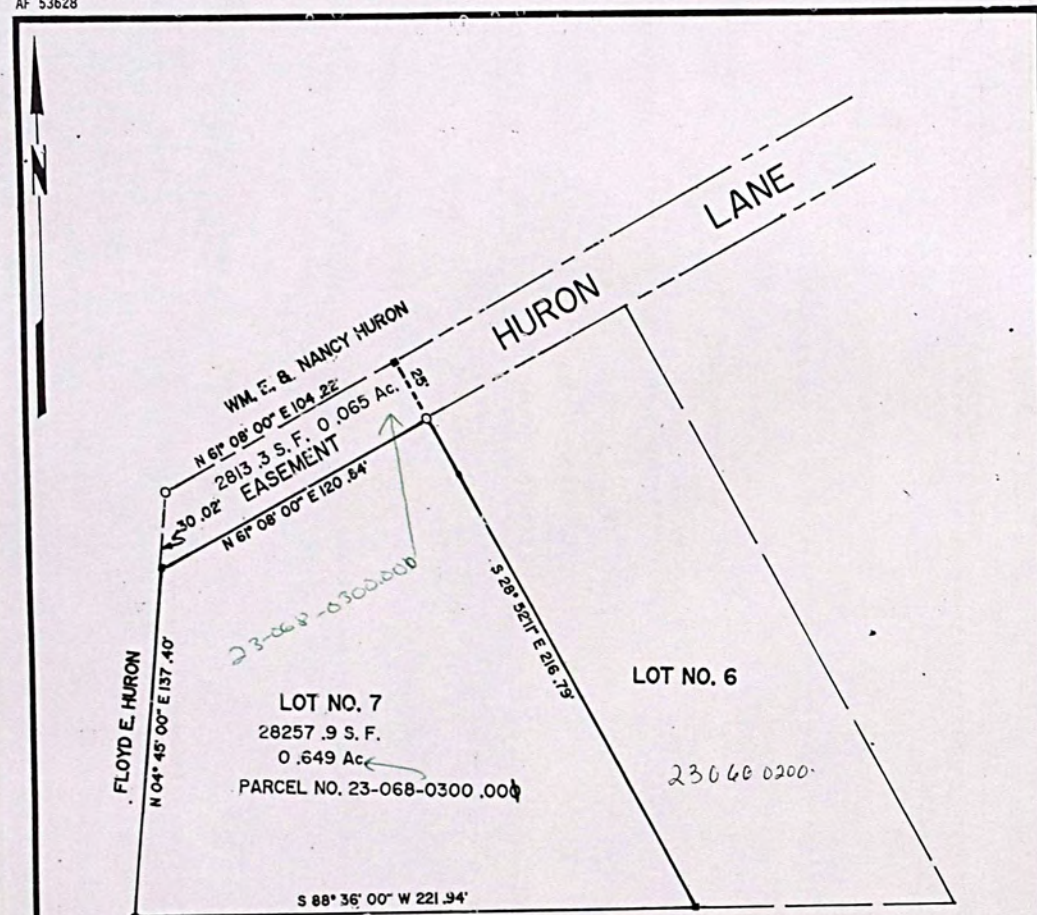 AF 53628
N
LANE
HURON
WM. E. & NANCY HURON
N 61° 08' 00" E 104.22'
25'
2813.3 S. F. 0.065 Ac.
EASEMENT
30.02'
N 61° 08' 00" E 120.54'
23-068-0300.000
S 28° 52'11" E 216.79'
FLOYD E. HURON
N 04° 45' 00" E 137.40'
LOT NO. 7
28257.9 S. F.
0.649 Ac.
PARCEL NO. 23-068-0300.000
LOT NO. 6
S 88° 36' 00" W 221.94'